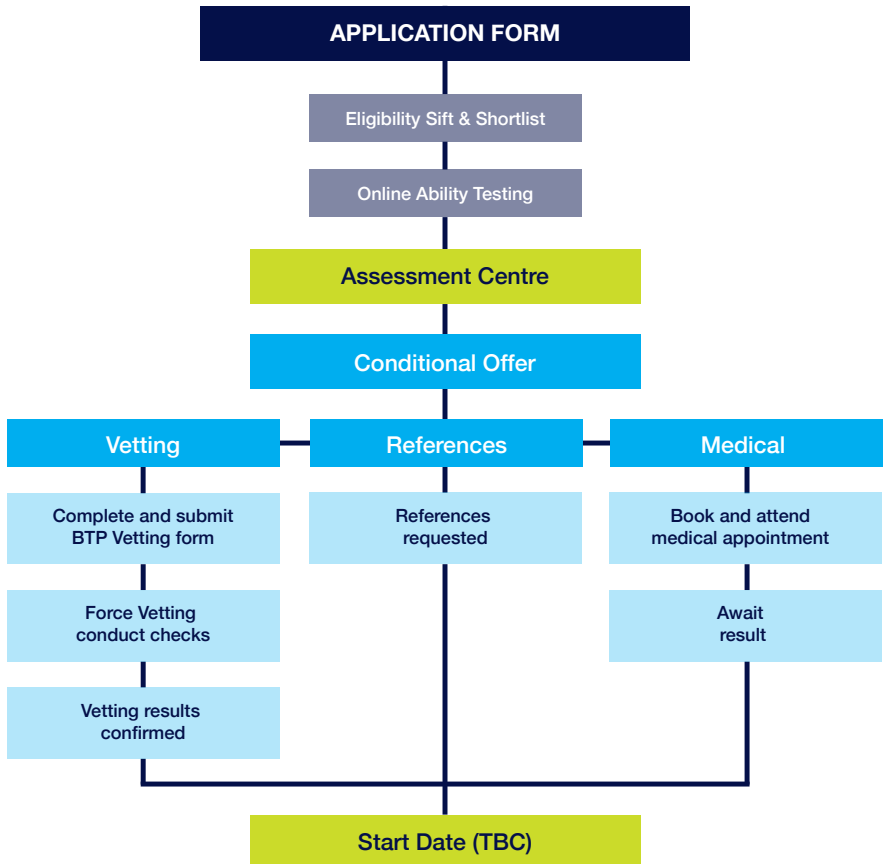 APPLICATION FORM
Eligibility Sift & Shortlist
Online Ability Testing
Assessment Centre
Conditional Offer
Vetting
References
Medical
Complete and submit
BTP Vetting form
References
requested
Book and attend
medical appointment
Force Vetting
conduct checks
Await
result
Vetting results
confirmed
Start Date (TBC)